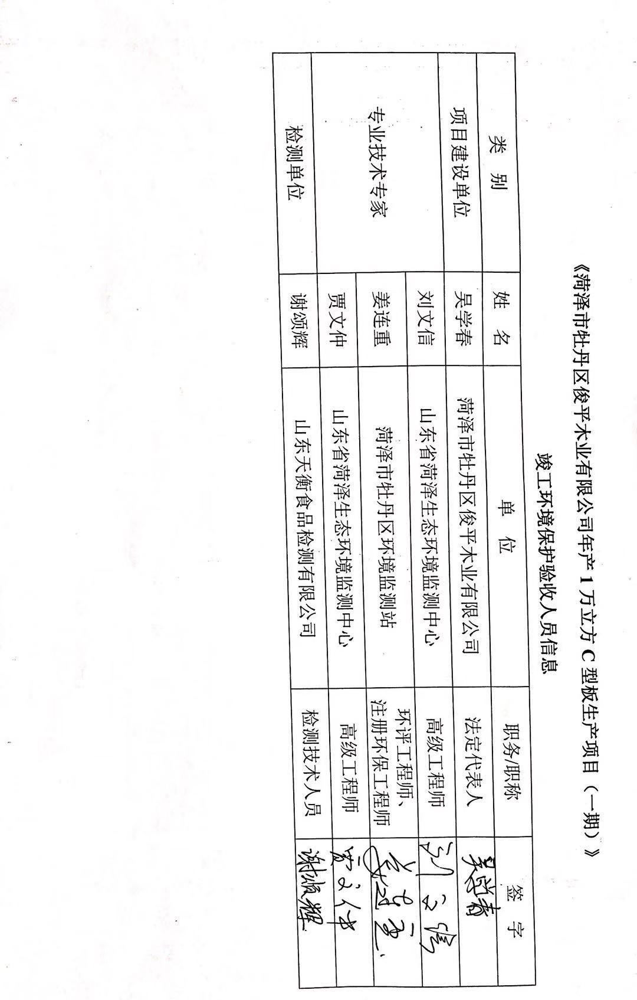 《菏泽市牡丹区俊平木业有限公司年产1万立方C型板生产项目（一期）》
竣工环境保护验收人员信息
类 别 姓 名 单 位 职务/职称 签 字
项目建设单位 吴学春 菏泽市牡丹区俊平木业有限公司 法定代表人 吴学春
专业技术专家 刘文信 山东省菏泽生态环境监测中心 高级工程师 刘文信
姜连重 菏泽市牡丹区环境监测站 环评工程师、
注册环保工程师 姜连重
贾文仲 山东省菏泽生态环境监测中心 高级工程师 贾文仲
检测单位 谢颂辉 山东天衡食品检测有限公司 检测技术人员 谢颂辉